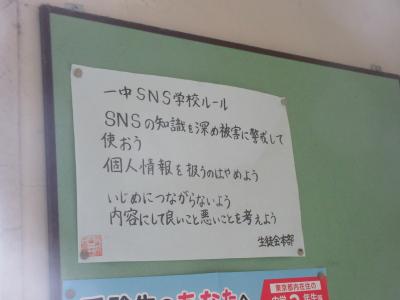 一中SNS学校ルール
SNSの知識を深め被害に警戒して
使おう
個人情報を扱うのはやめよう
いじめにつながらないよう
内容にして良いこと悪いことを考えよう
生徒会本部
東京都内在住の